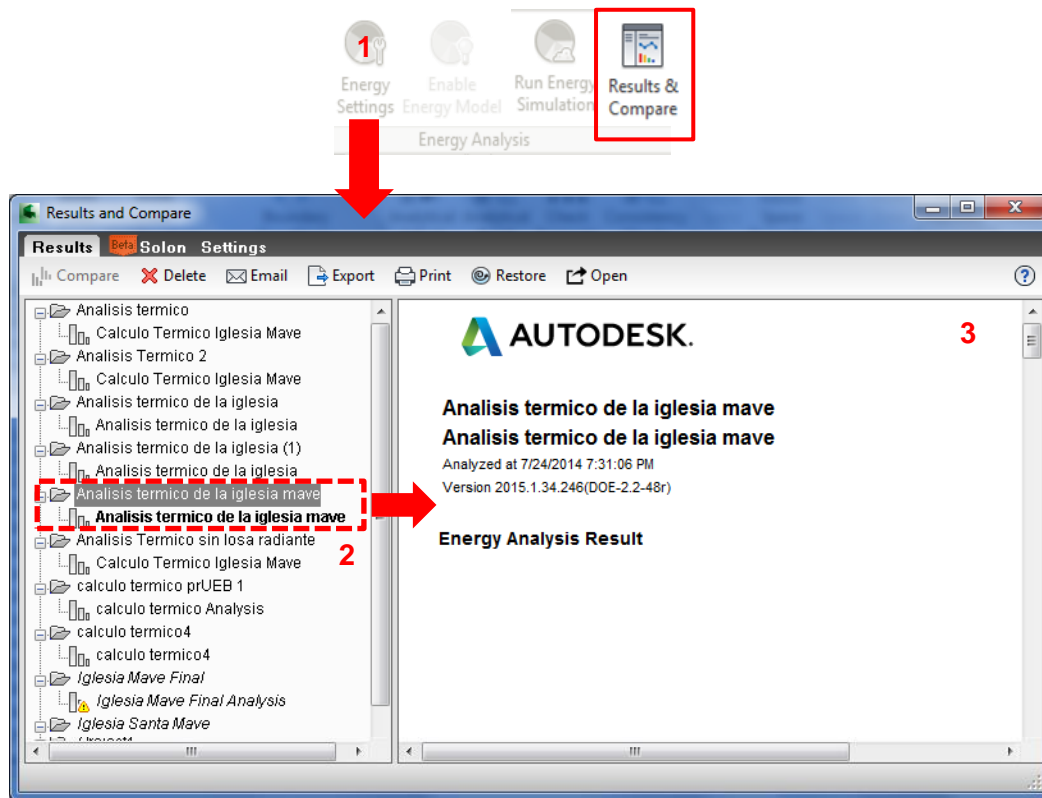 1
Energy Settings
Enable Energy Model
Run Energy Simulation
Results & Compare
Energy Analysis
Results and Compare
Results Beta Solon Settings
Compare Delete Email Export Print Restore Open ?
Analisis termico
Calculo Termico Iglesia Mave
Analisis Termico 2
Calculo Termico Iglesia Mave
Analisis termico de la iglesia
Analisis termico de la iglesia
Analisis termico de la iglesia (1)
Analisis termico de la iglesia
Analisis termico de la iglesia mave
Analisis termico de la iglesia mave
Analisis Termico sin losa radiante
2
Calculo Termico Iglesia Mave
calculo termico prUEB 1
calculo termico Analysis
calculo termico4
calculo termico4
Iglesia Mave Final
Iglesia Mave Final Analysis
Iglesia Santa Mave
AUTODESK.
3
Analisis termico de la iglesia mave
Analisis termico de la iglesia mave
Analyzed at 7/24/2014 7:31:06 PM
Version 2015.1.34.246(DOE-2.2-48r)
Energy Analysis Result